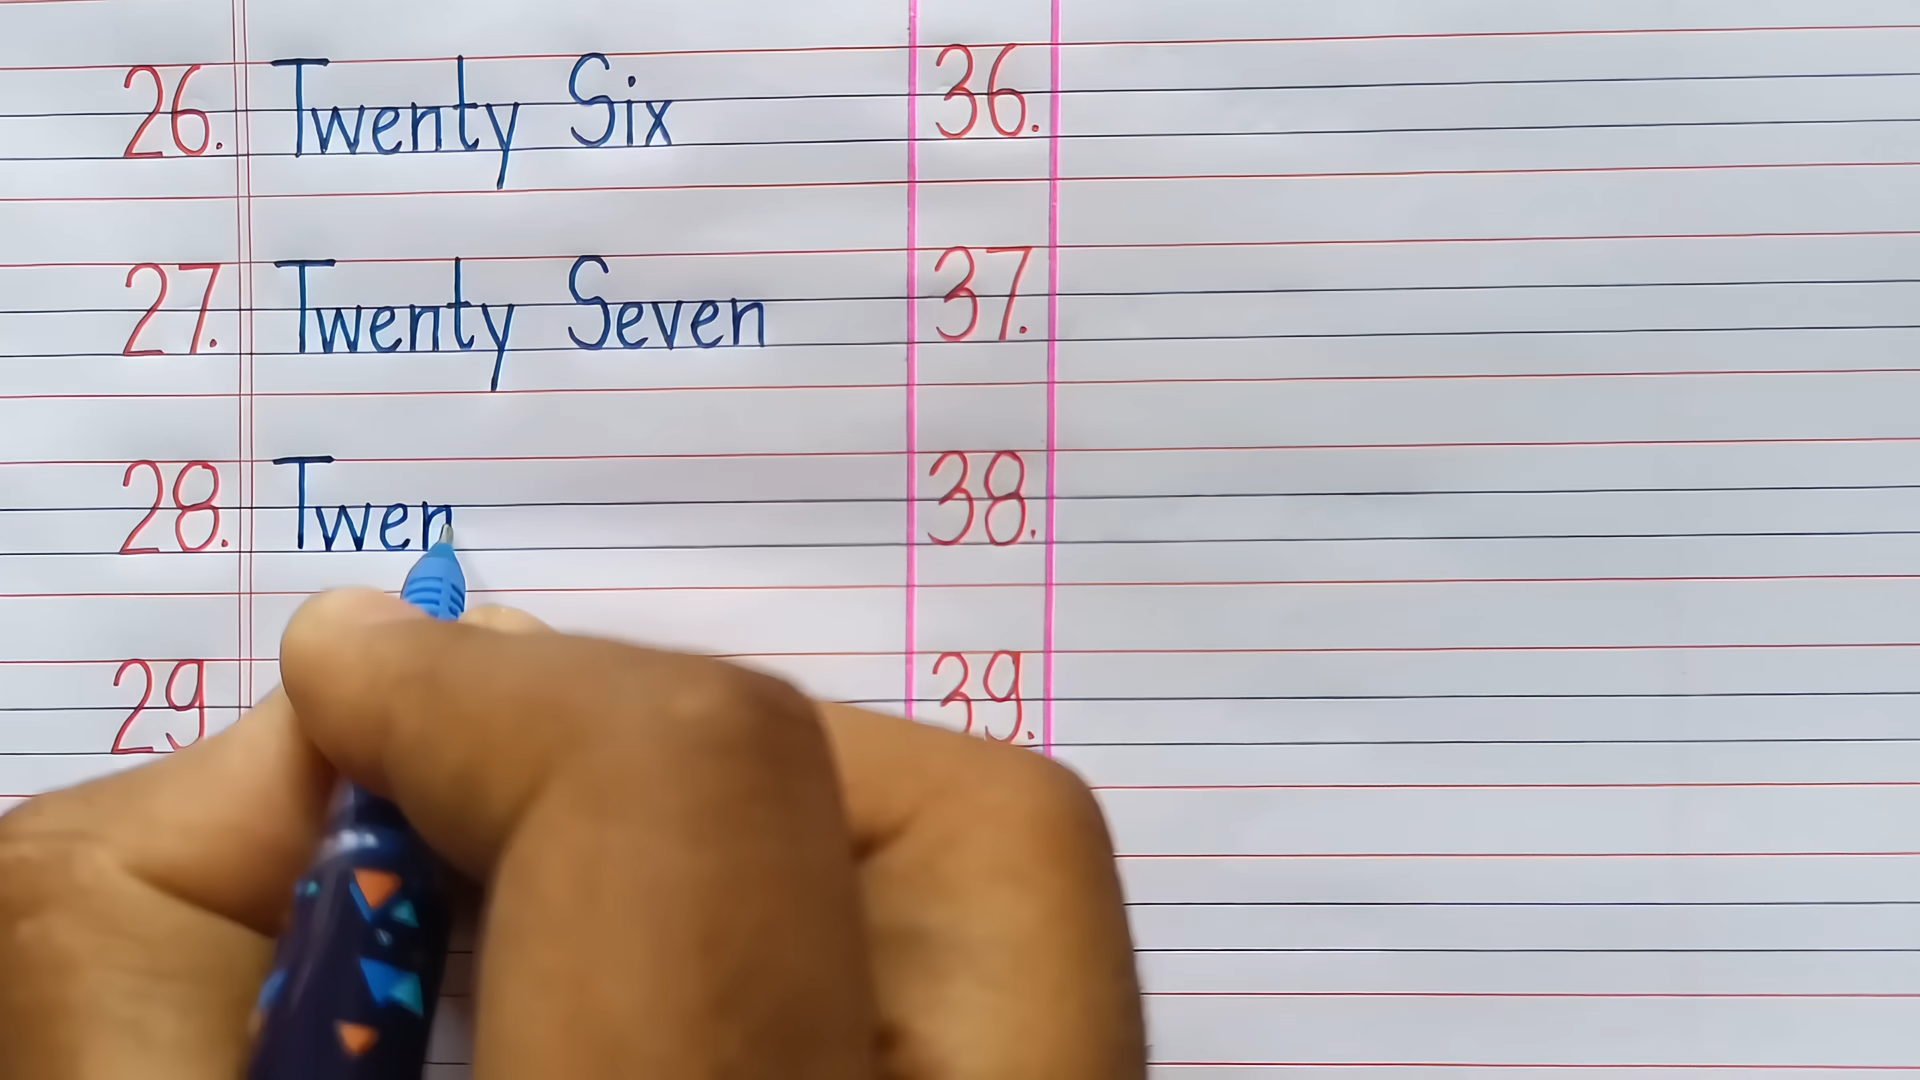 26. Twenty Six 36.
27. Twenty Seven 37.
28. Twen 38.
29 39.